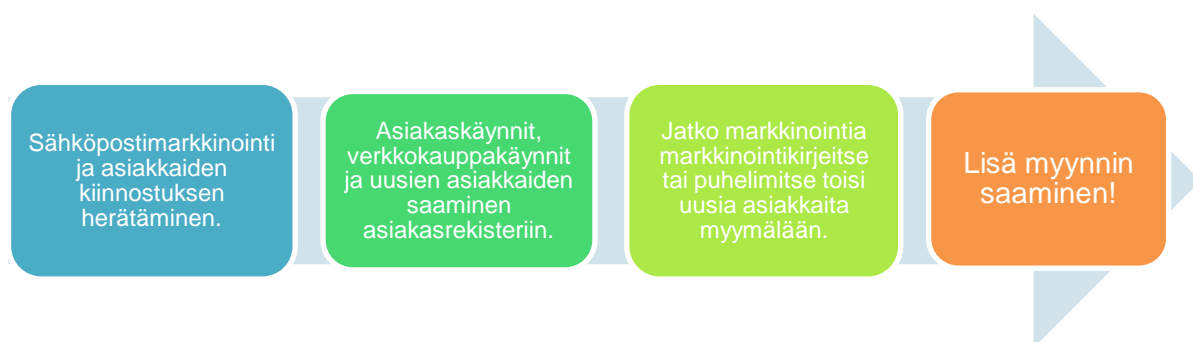 Sähköpostimarkkinointi
ja asiakkaiden
kiinnostuksen
herätäminen.
Asiakaskäynnit,
verkkokauppakäynnit
ja uusien asiakkaiden
saaminen
asiakasrekisteriin.
Jatko markkinointia
markkinointikirjeitse
tai puhelimitse toisi
uusia asiakkaita
myymälään.
Lisä myynnin
saaminen!